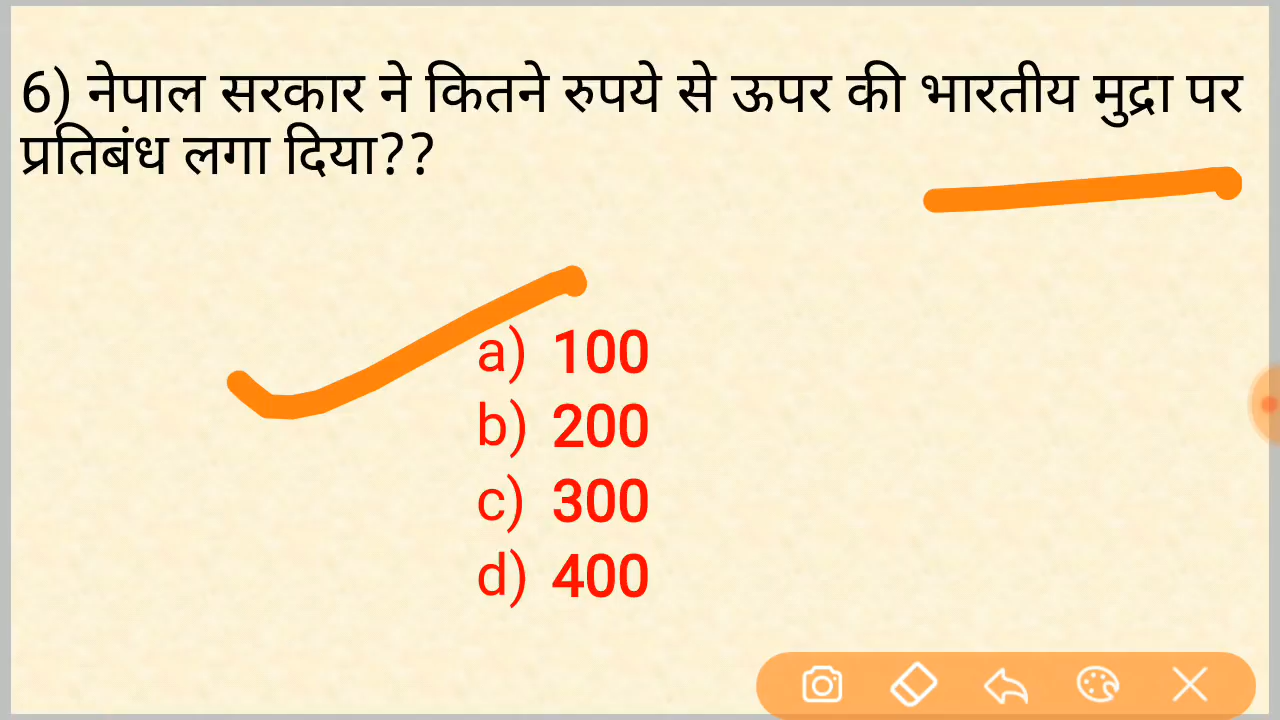 6) नेपाल सरकार ने कितने रुपये से ऊपर की भारतीय मुद्रा पर
प्रतिबंध लगा दिया??
a) 100
b) 200
c) 300
d) 400